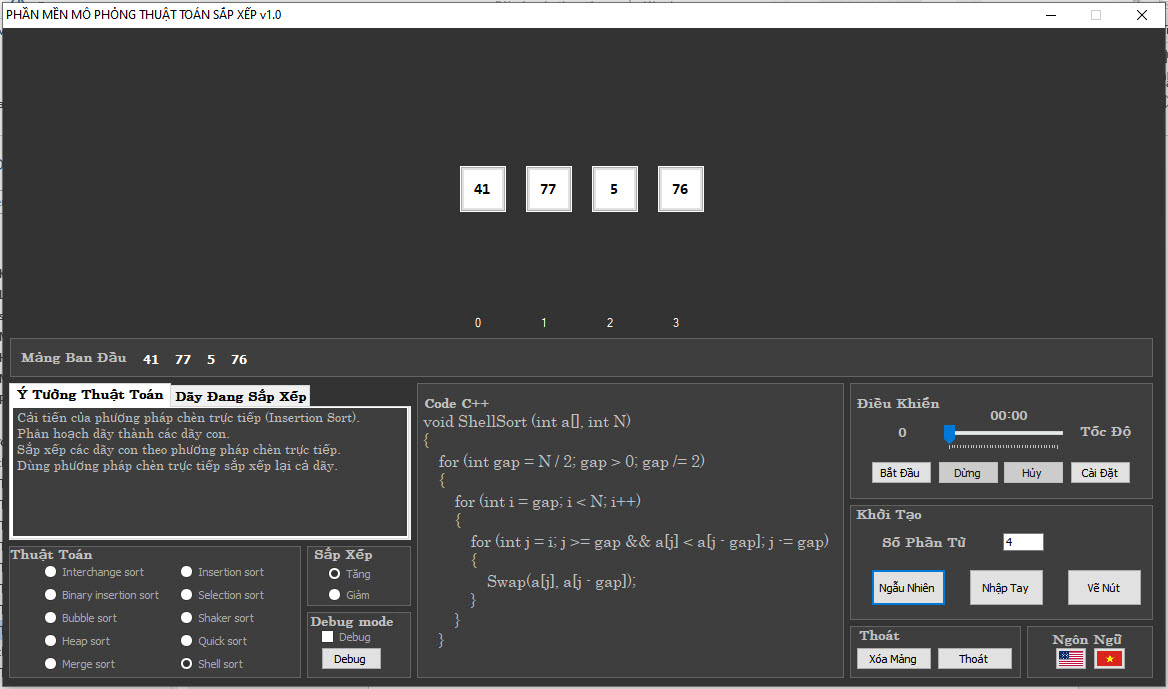 PHẦN MỀN MÔ PHỎNG THUẬT TOÁN SẮP XẾP v1.0
41 77 5 76
0 1 2 3
Mảng Ban Đầu 41 77 5 76
Ý Tưởng Thuật Toán Dãy Đang Sắp Xếp
Cải tiến của phương pháp chèn trực tiếp (Insertion Sort).
Phân hoạch dãy thành các dãy con.
Sắp xếp các dãy con theo phương pháp chèn trực tiếp.
Dùng phương pháp chèn trực tiếp sắp xếp lại cả dãy.
Thuật Toán
Interchange sort Insertion sort
Binary insertion sort Selection sort
Bubble sort Shaker sort
Heap sort Quick sort
Merge sort Shell sort
Sắp Xếp
Tăng
Giảm
Debug mode
Debug
Debug
Code C++
void ShellSort (int a[], int N)
{
for (int gap = N / 2; gap > 0; gap /= 2)
{
for (int i = gap; i < N; i++)
{
for (int j = i; j >= gap && a[j] < a[j - gap]; j -= gap)
{
Swap(a[j], a[j - gap]);
}
}
}
Điều Khiển
00:00
0 Tốc Độ
Bắt Đầu Dừng Hủy Cài Đặt
Khởi Tạo
Số Phần Tử 4
Ngẫu Nhiên Nhập Tay Vẽ Nút
Thoát
Xóa Mảng Thoát
Ngôn Ngữ